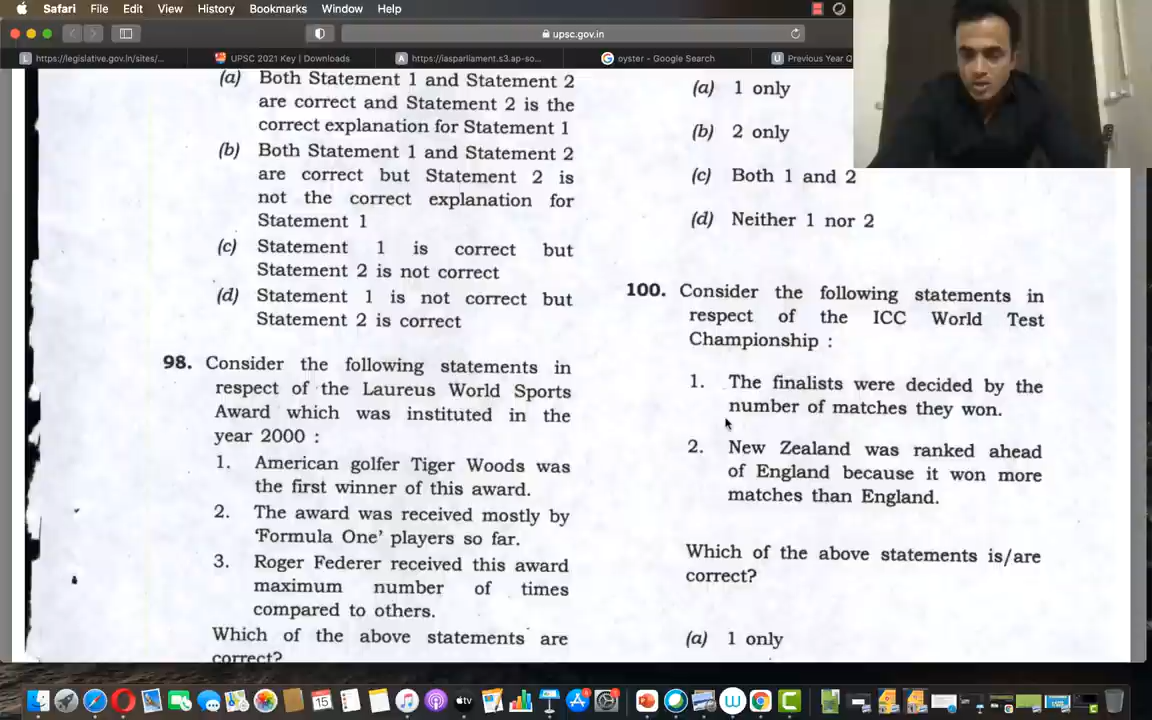 Safari File Edit View History Bookmarks Window Help
upsc.gov.in
https://legislative.gov.in/sites/...
UPSC 2021 Key | Downloads
https://iasparliament.s3.ap-so...
oyster - Google Search
Previous Year Q
(a) Both Statement 1 and Statement 2
are correct and Statement 2 is the
correct explanation for Statement 1
(b) Both Statement 1 and Statement 2
are correct but Statement 2 is
not the correct explanation for
Statement 1
(c) Statement 1 is correct but
Statement 2 is not correct
(d) Statement 1 is not correct but
Statement 2 is correct
98. Consider the following statements in
respect of the Laureus World Sports
Award which was instituted in the
year 2000 :
1. American golfer Tiger Woods was
the first winner of this award.
2. The award was received mostly by
'Formula One' players so far.
3. Roger Federer received this award
maximum number of times
compared to others.
Which of the above statements are
correct?
(a) 1 only
(b) 2 only
(c) Both 1 and 2
(d) Neither 1 nor 2
100. Consider the following statements in
respect of the ICC World Test
Championship :
1. The finalists were decided by the
number of matches they won.
2. New Zealand was ranked ahead
of England because it won more
matches than England.
Which of the above statements is/are
correct?
(a) 1 only